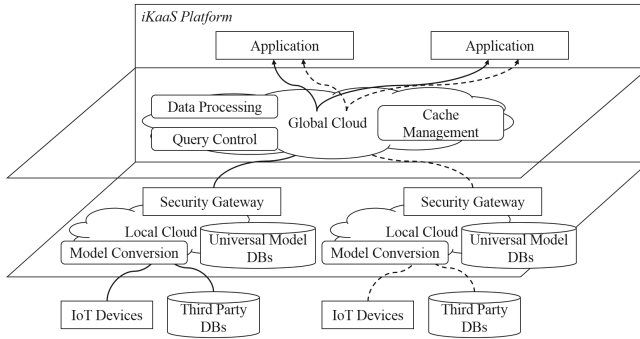 iKaaS Platform
Application
Application
Data Processing
Global Cloud
Cache
Management
Query Control
Security Gateway
Security Gateway
Local Cloud
Universal Model
DBs
Local Cloud
Universal Model
DBs
Model Conversion
Model Conversion
IoT Devices
Third Party
DBs
IoT Devices
Third Party
DBs